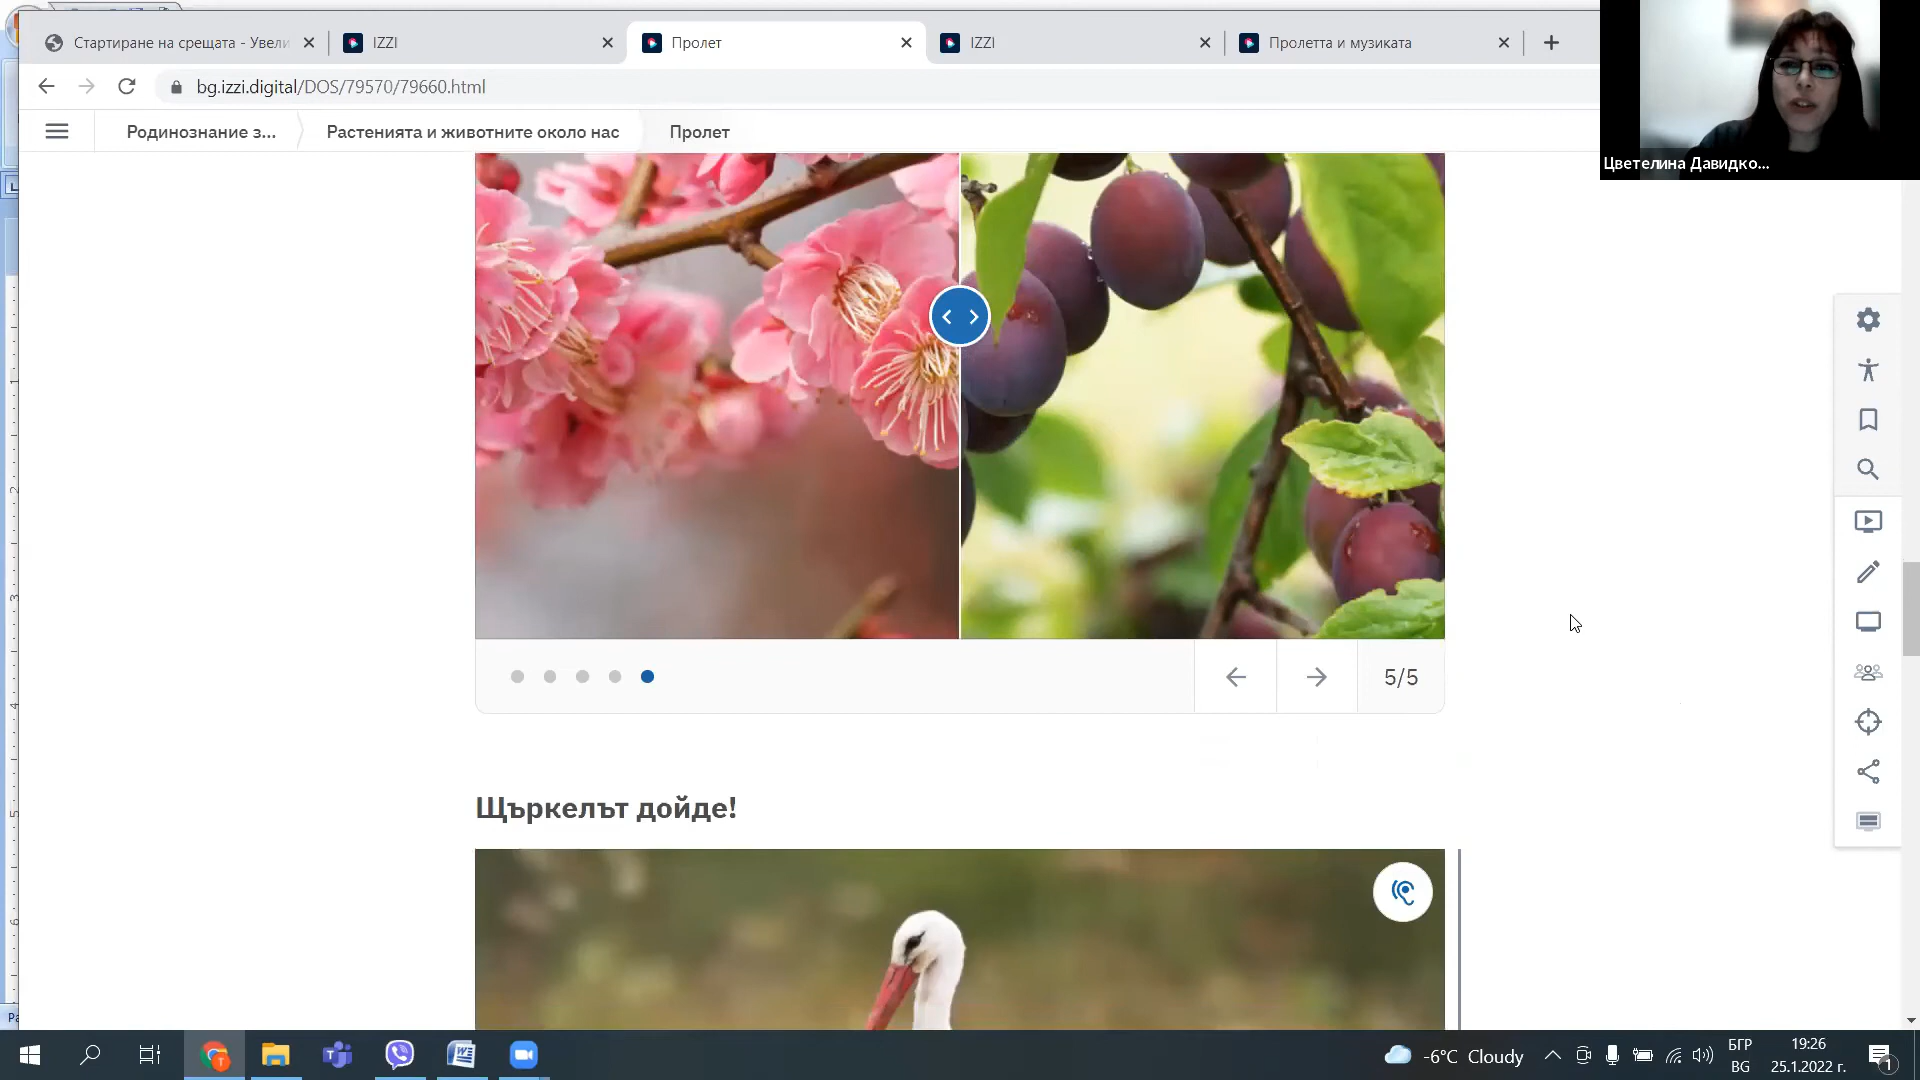 Стартиране на срещата - Увели
IZZI
Пролет
IZZI
Пролетта и музиката
bg.izzi.digital/DOS/79570/79660.html
Родинознание з...
Растенията и животните около нас
Пролет
Цветелина Давидко...
5/5
Щъркелът дойде!
-6°C Cloudy
БГР
BG
19:26
25.1.2022 г.
1